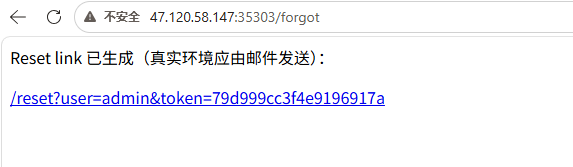 不安全 47.120.58.147:35303/forgot
Reset link 已生成（真实环境应由邮件发送）：
/reset?user=admin&token=79d999cc3f4e9196917a